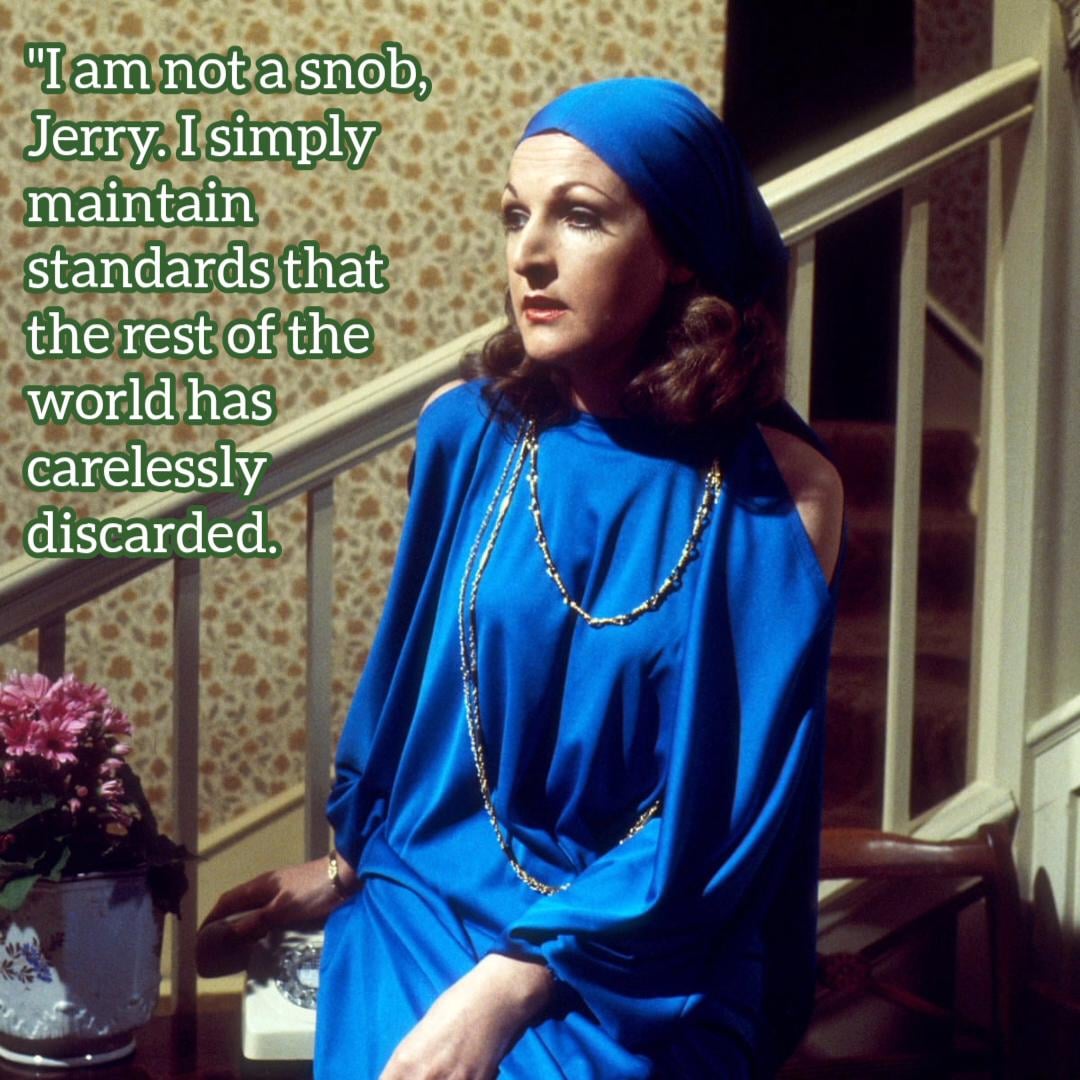 "I am not a snob,
Jerry. I simply
maintain
standards that
the rest of the
world has
carelessly
discarded.